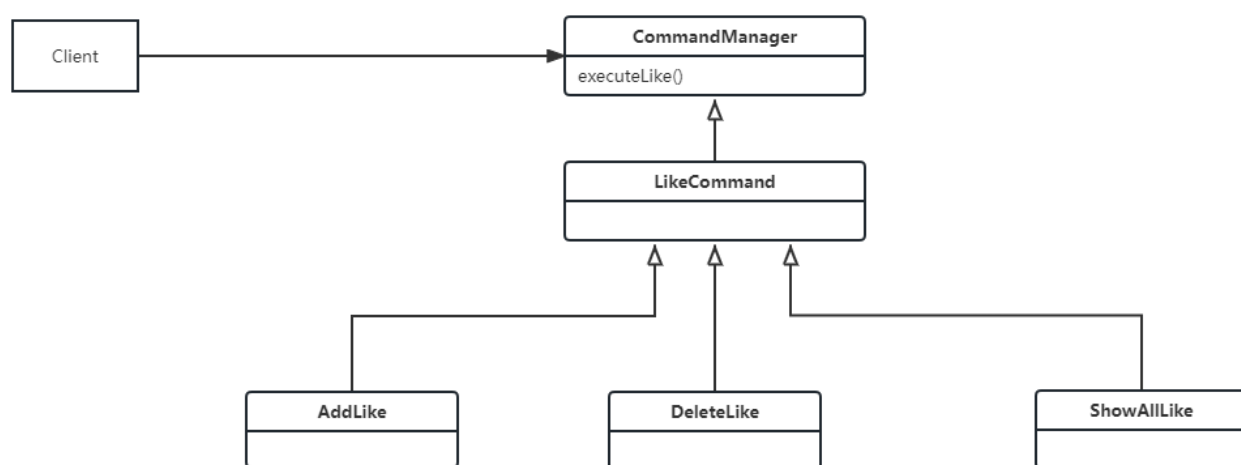 Client
CommandManager
executeLike()
LikeCommand
AddLike
DeleteLike
ShowAllLike